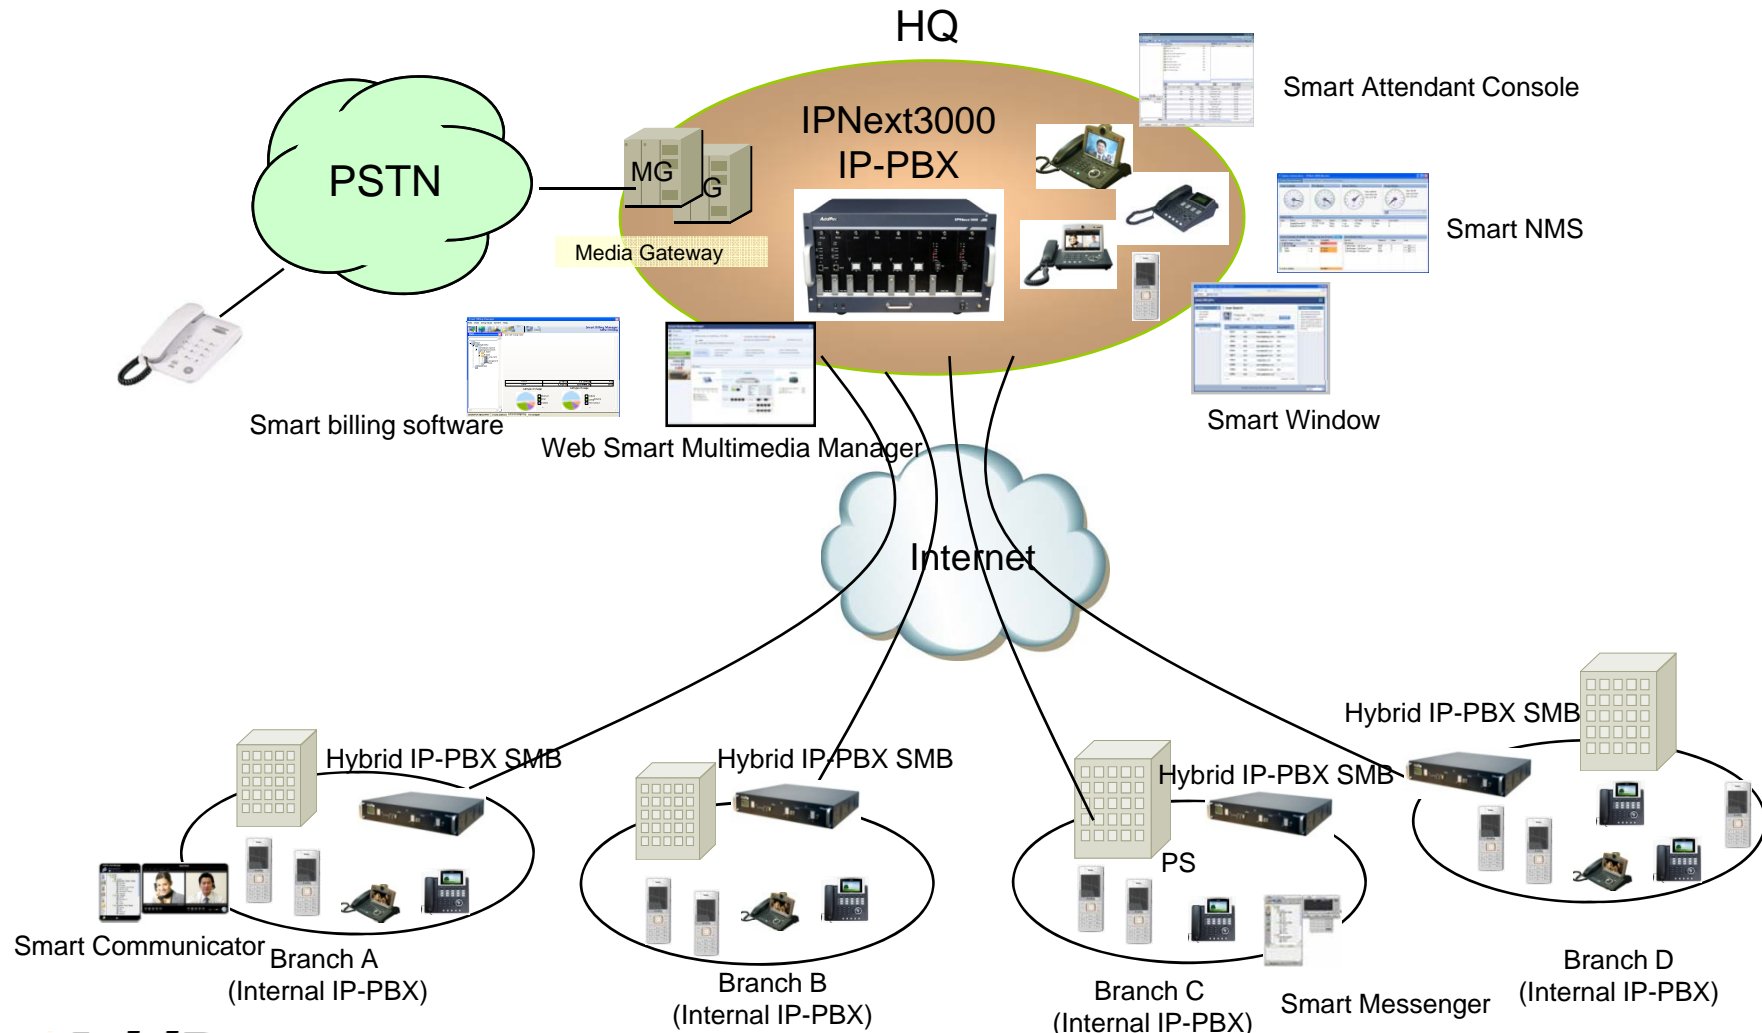 HQ
Smart Attendant Console
IPNext3000
IP-PBX
PSTN
MG
G
Media Gateway
Smart NMS
Smart billing software
Web Smart Multimedia Manager
Smart Window
Internet
Hybrid IP-PBX SMB
Hybrid IP-PBX SMB
Hybrid IP-PBX SMB
Hybrid IP-PBX SMB
PS
Smart Communicator
Branch A
(Internal IP-PBX)
Branch B
(Internal IP-PBX)
Branch C
(Internal IP-PBX)
Smart Messenger
Branch D
(Internal IP-PBX)